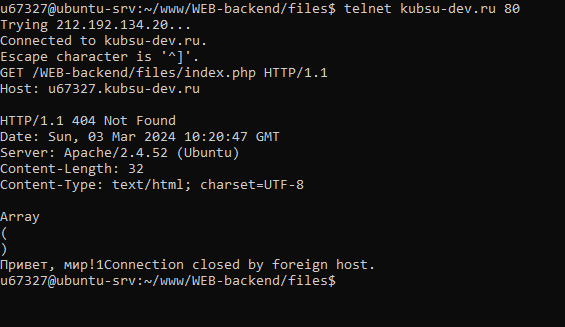 u67327@ubuntu-srv:~/www/WEB-backend/files$ telnet kubsu-dev.ru 80
Trying 212.192.134.20...
Connected to kubsu-dev.ru.
Escape character is '^]'.
GET /WEB-backend/files/index.php HTTP/1.1
Host: u67327.kubsu-dev.ru

HTTP/1.1 404 Not Found
Date: Sun, 03 Mar 2024 10:20:47 GMT
Server: Apache/2.4.52 (Ubuntu)
Content-Length: 32
Content-Type: text/html; charset=UTF-8

Array
(
)
Привет, мир!1Connection closed by foreign host.
u67327@ubuntu-srv:~/www/WEB-backend/files$